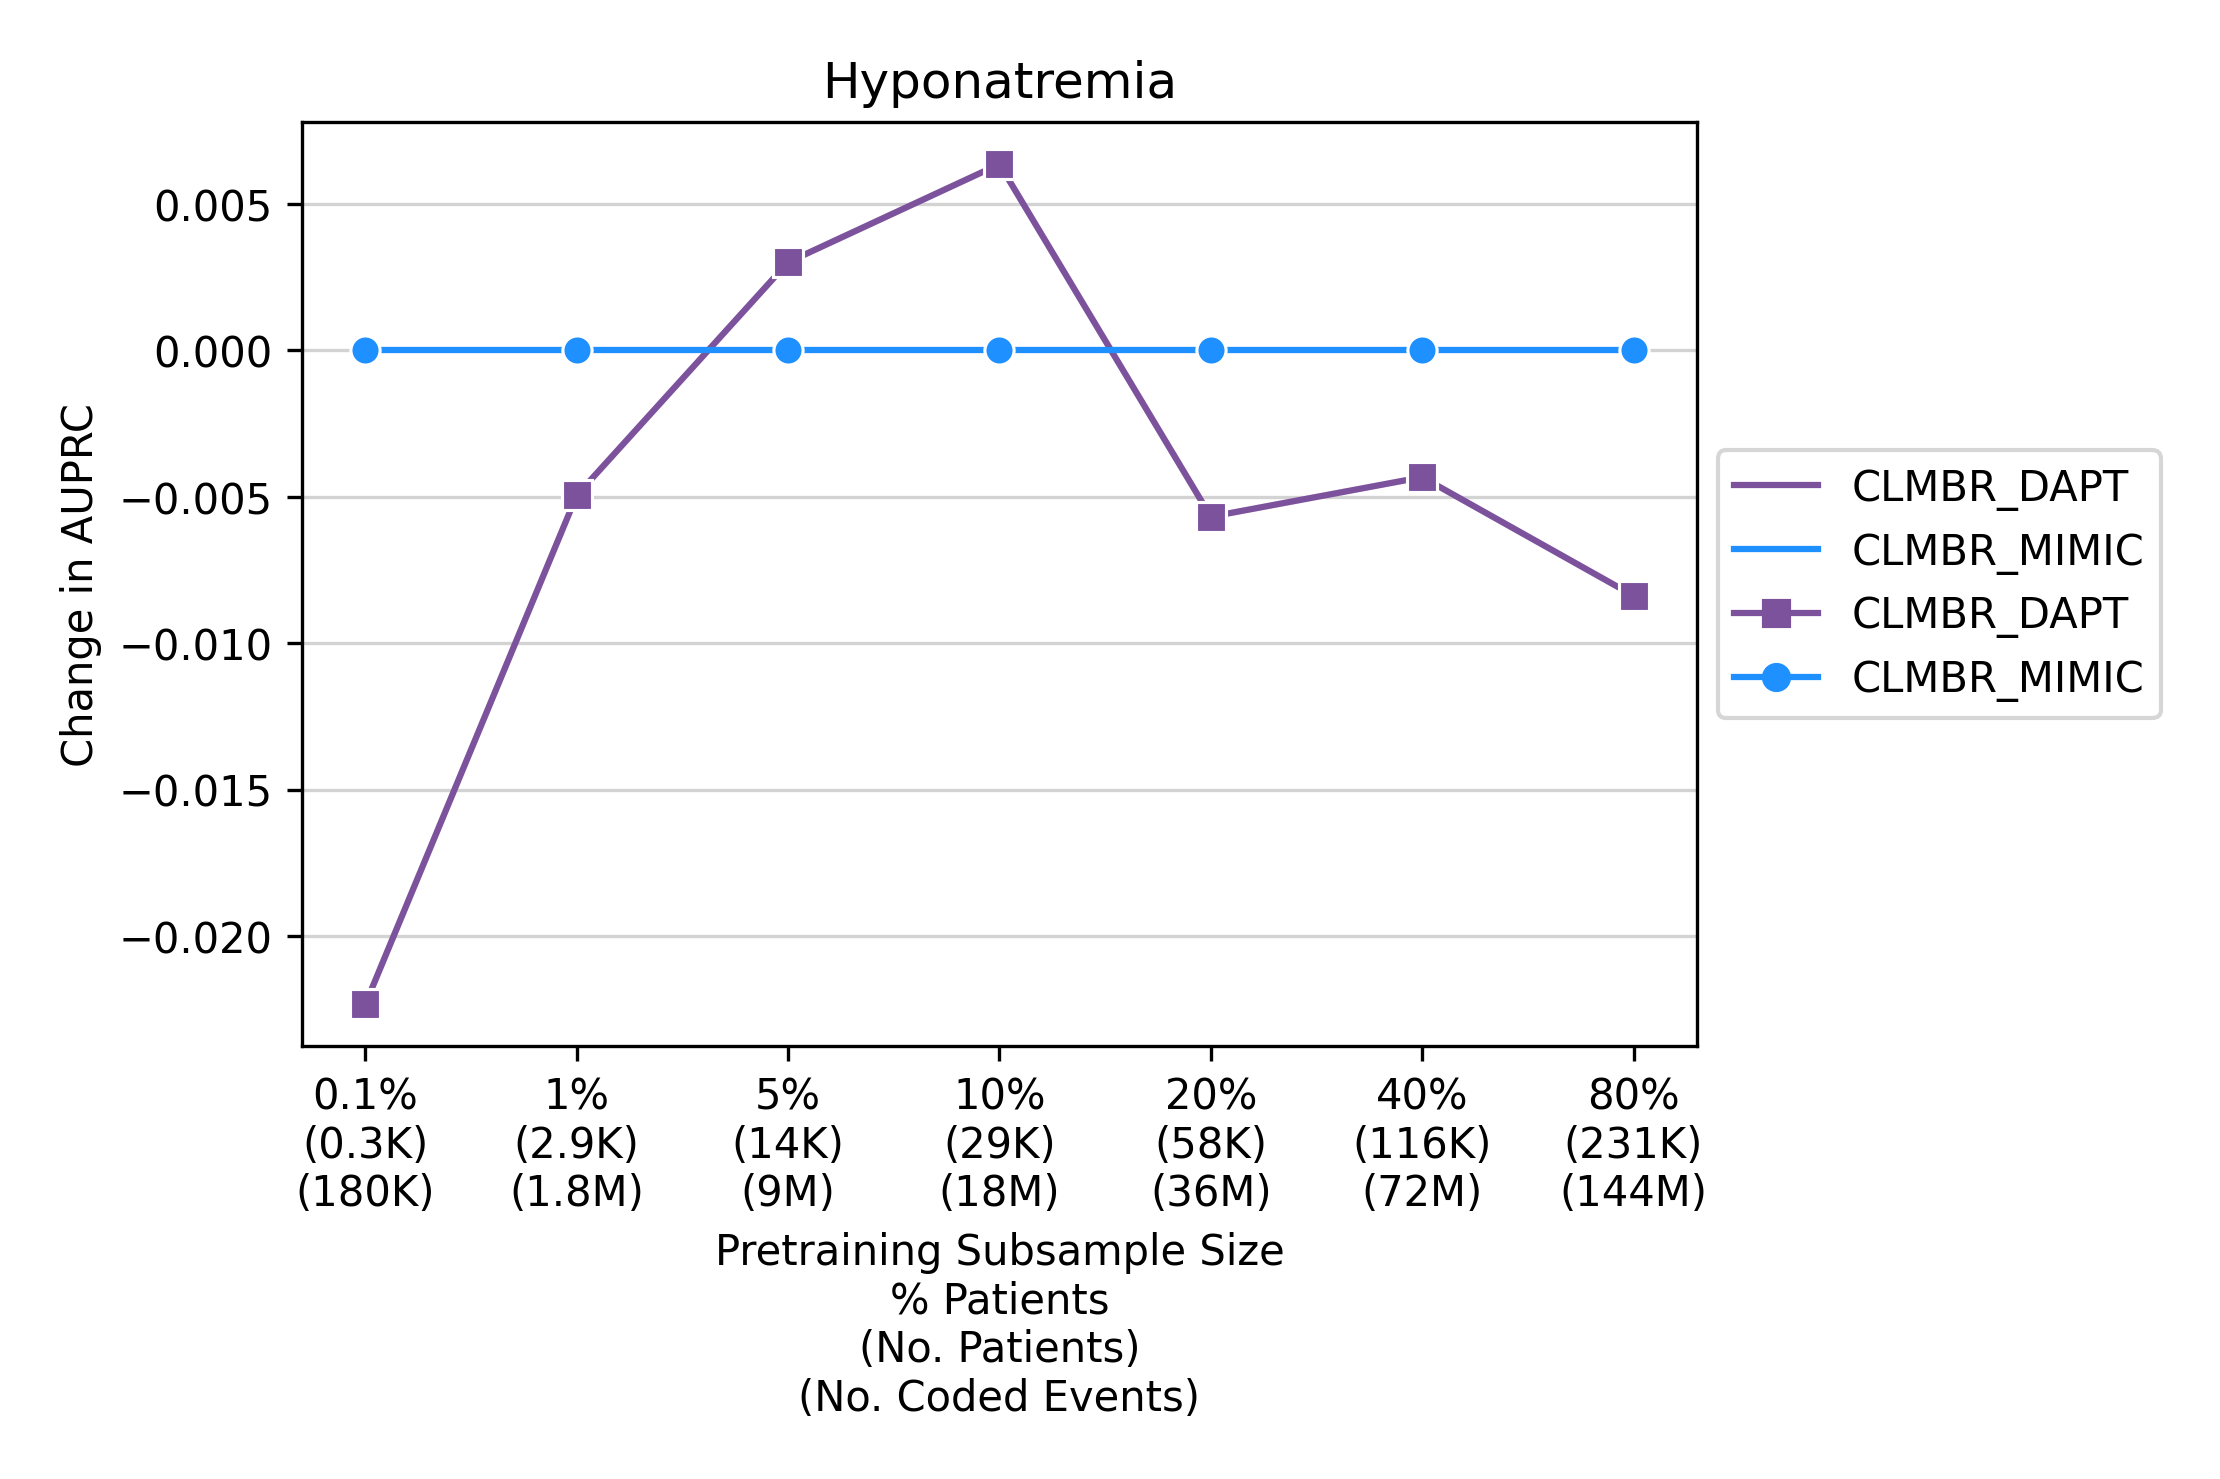 Hyponatremia
0.005
0.000
−0.005
−0.010
−0.015
−0.020
Change in AUPRC
0.1% 1% 5% 10% 20% 40% 80%
(0.3K) (2.9K) (14K) (29K) (58K) (116K) (231K)
(180K) (1.8M) (9M) (18M) (36M) (72M) (144M)
Pretraining Subsample Size
% Patients
(No. Patients)
(No. Coded Events)
CLMBR_DAPT
CLMBR_MIMIC
CLMBR_DAPT
CLMBR_MIMIC